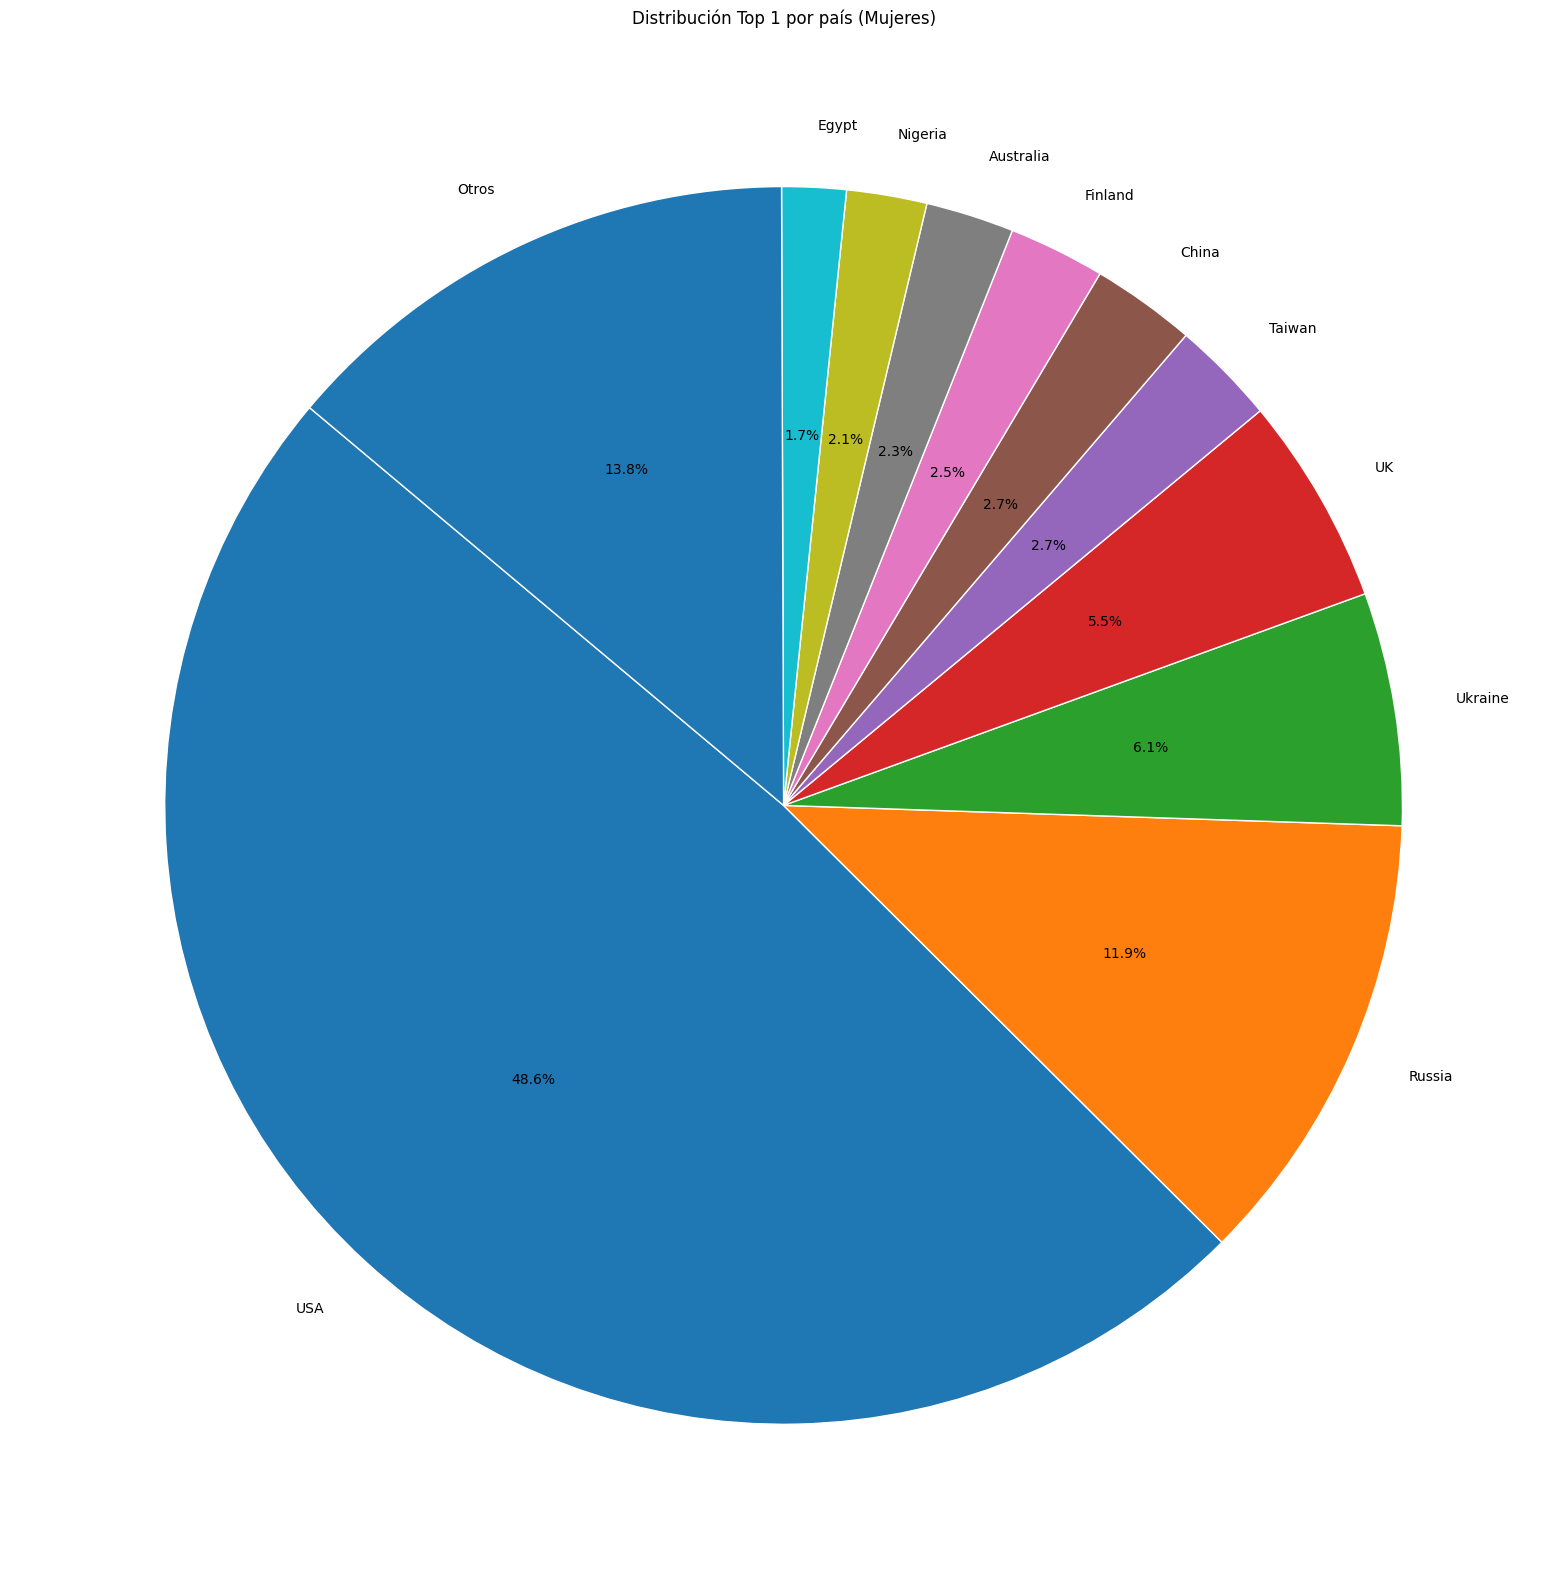 Distribución Top 1 por país (Mujeres)
Egypt
Nigeria
Australia
Finland
China
Taiwan
UK
Ukraine
Russia
USA
Otros
1.7%
2.1%
2.3%
2.5%
2.7%
2.7%
5.5%
6.1%
11.9%
48.6%
13.8%